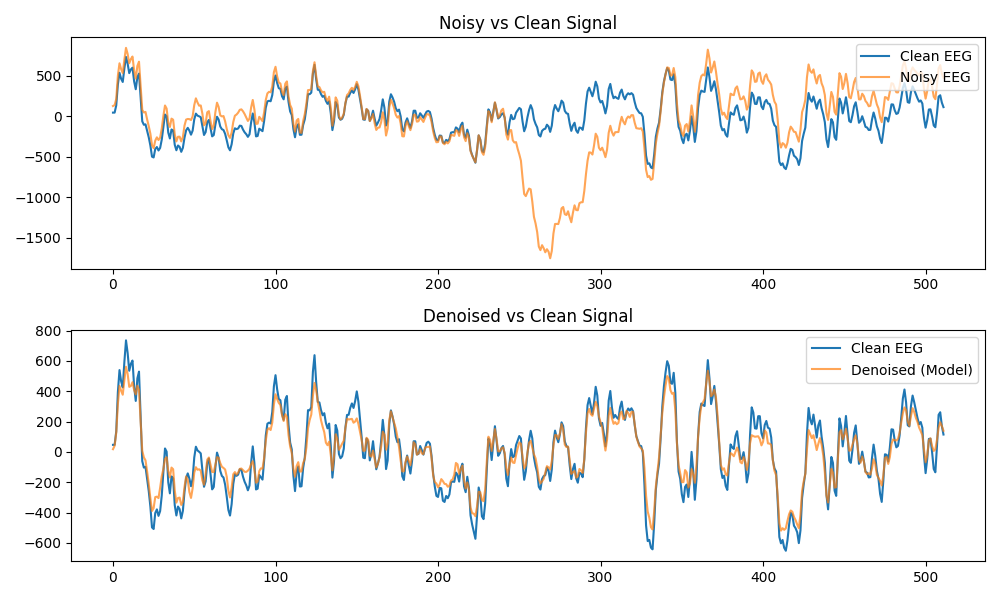 Noisy vs Clean Signal
Clean EEG
Noisy EEG
500
0
−500
−1000
−1500
0 100 200 300 400 500
Denoised vs Clean Signal
Clean EEG
Denoised (Model)
800
600
400
200
0
−200
−400
−600
0 100 200 300 400 500